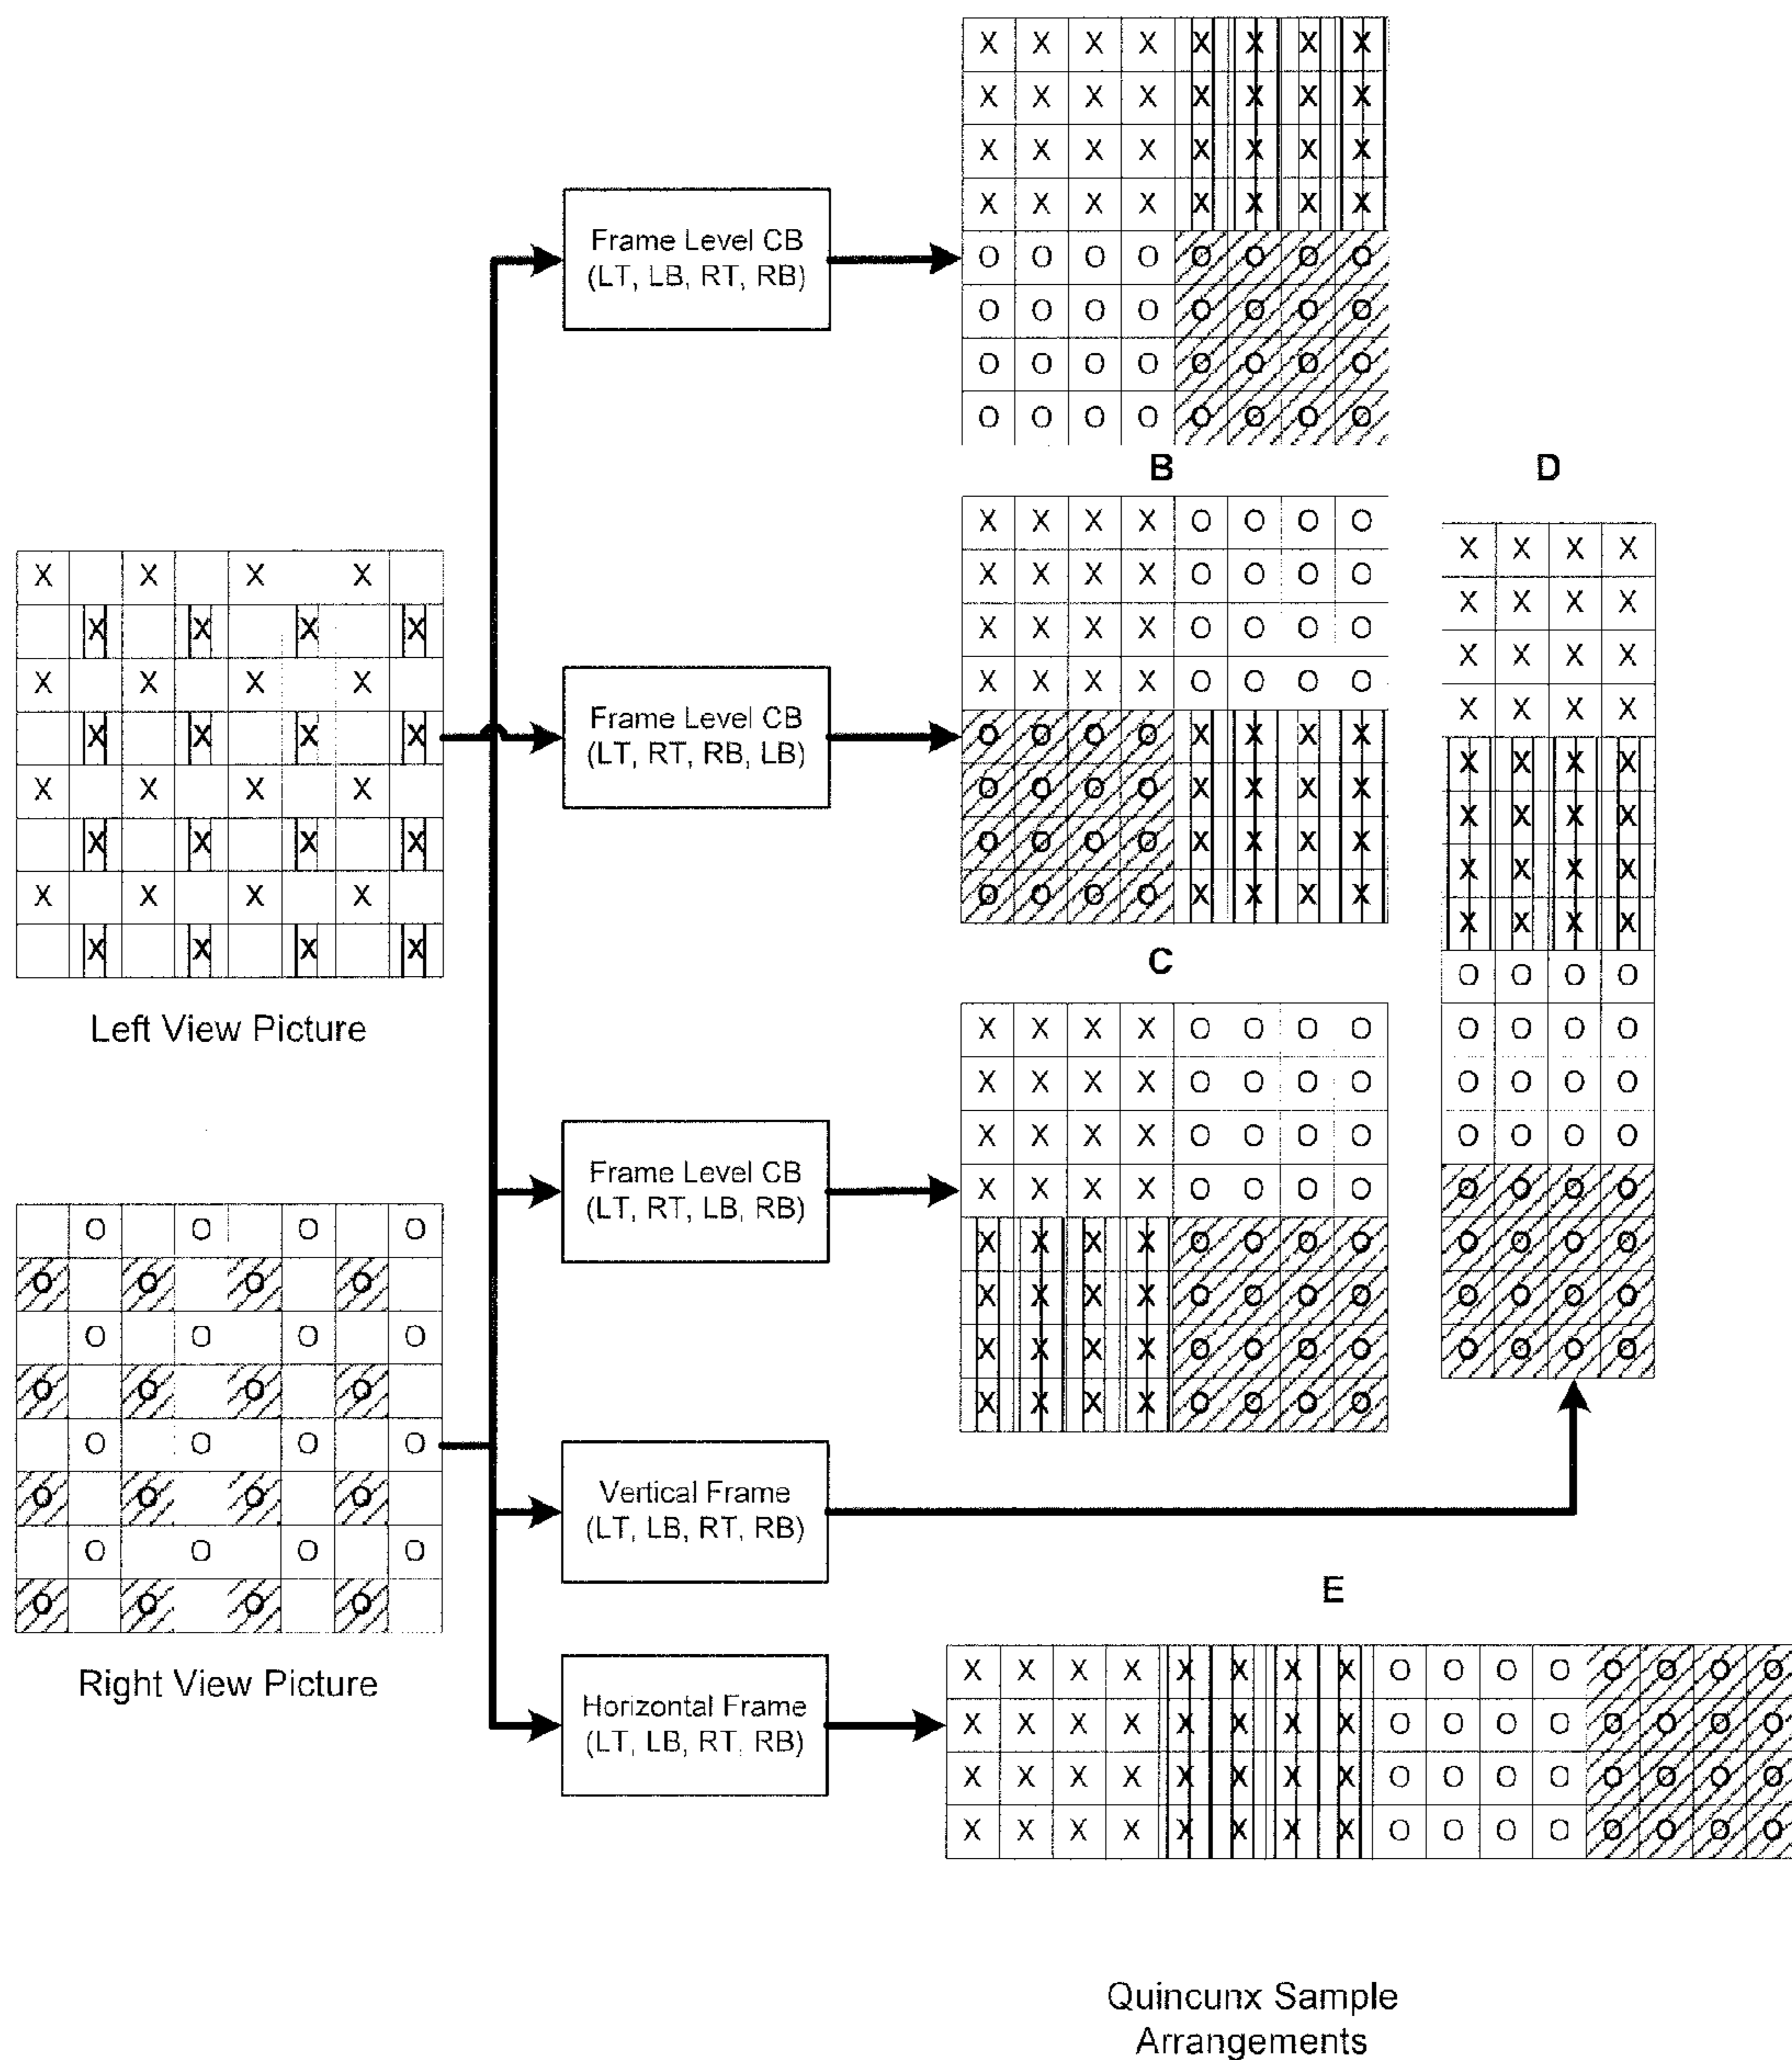 X X X X
X X X X
X X X X
X X X X
X X X X
X X X X
X X X X
X X X X
Left View Picture
O O O O
O O O O
O O O O
O O O O
O O O O
O O O O
O O O O
O O O O
Right View Picture
Frame Level CB
(LT, LB, RT, RB)
X X X X X X X X
X X X X X X X X
X X X X X X X X
X X X X X X X X
O O O O O O O O
O O O O O O O O
O O O O O O O O
O O O O O O O O
Frame Level CB
(LT, RT, RB, LB)
B
X X X X O O O O
X X X X O O O O
X X X X O O O O
X X X X O O O O
O O O O X X X X
O O O O X X X X
O O O O X X X X
O O O O X X X X
Frame Level CB
(LT, RT, LB, RB)
C
X X X X O O O O
X X X X O O O O
X X X X O O O O
X X X X O O O O
X X X X O O O O
X X X X O O O O
X X X X O O O O
X X X X O O O O
Vertical Frame
(LT, LB, RT, RB)
D
X X X X
X X X X
X X X X
X X X X
X X X X
X X X X
X X X X
X X X X
O O O O
O O O O
O O O O
O O O O
O O O O
O O O O
O O O O
O O O O
Horizontal Frame
(LT, LB, RT, RB)
E
X X X X X X X X O O O O O O O O
X X X X X X X X O O O O O O O O
X X X X X X X X O O O O O O O O
X X X X X X X X O O O O O O O O
Quincunx Sample
Arrangements